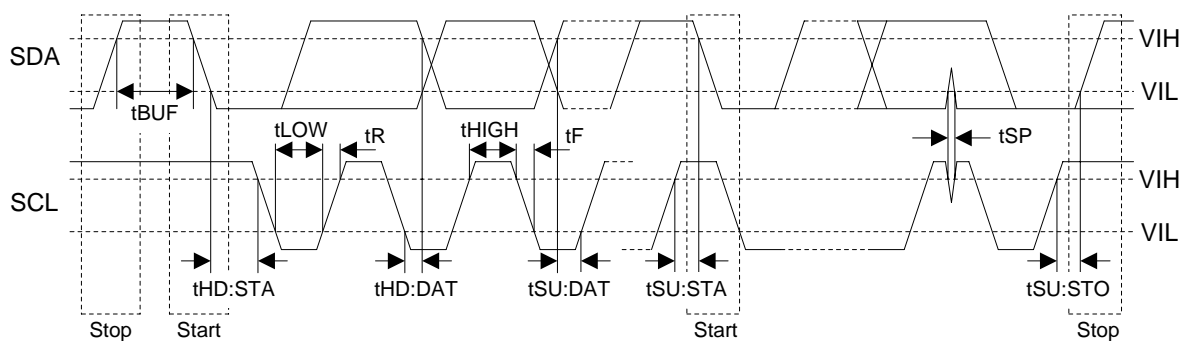 SDA
VIH
VIL
tBUF
tLOW
tR
tHIGH
tF
tSP
SCL
VIH
VIL
tHD:STA
tHD:DAT
tSU:DAT
tSU:STA
tSU:STO
Stop
Start
Start
Stop